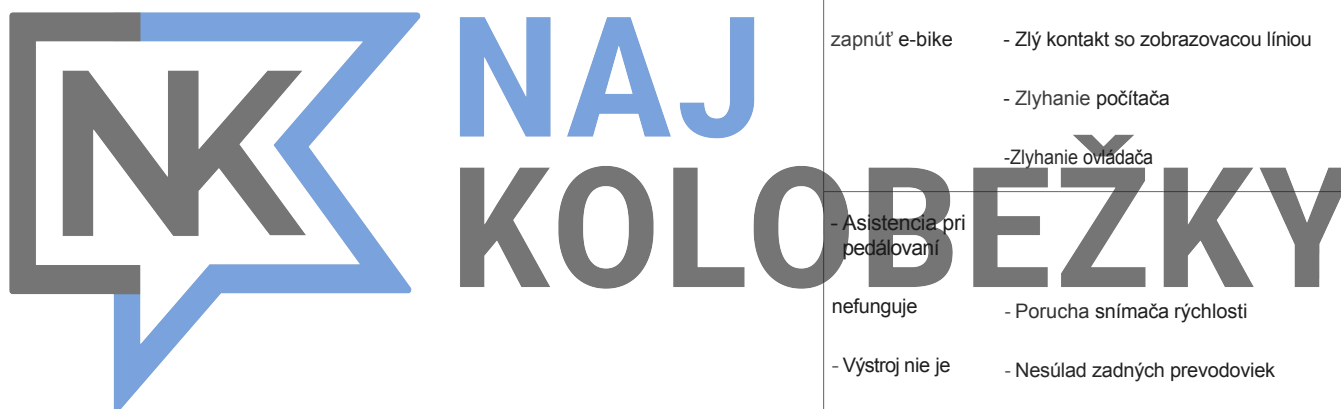 NK
NAJ
KOLOBEŽKY
zapnúť e-bike
- Zlý kontakt so zobrazovacou líniou
- Zlyhanie počítača
-Zlyhanie ovládača
- Asistencia pri
pedálovaní
nefunguje
- Porucha snímača rýchlosti
- Výstroj nie je
- Nesúlad zadných prevodoviek